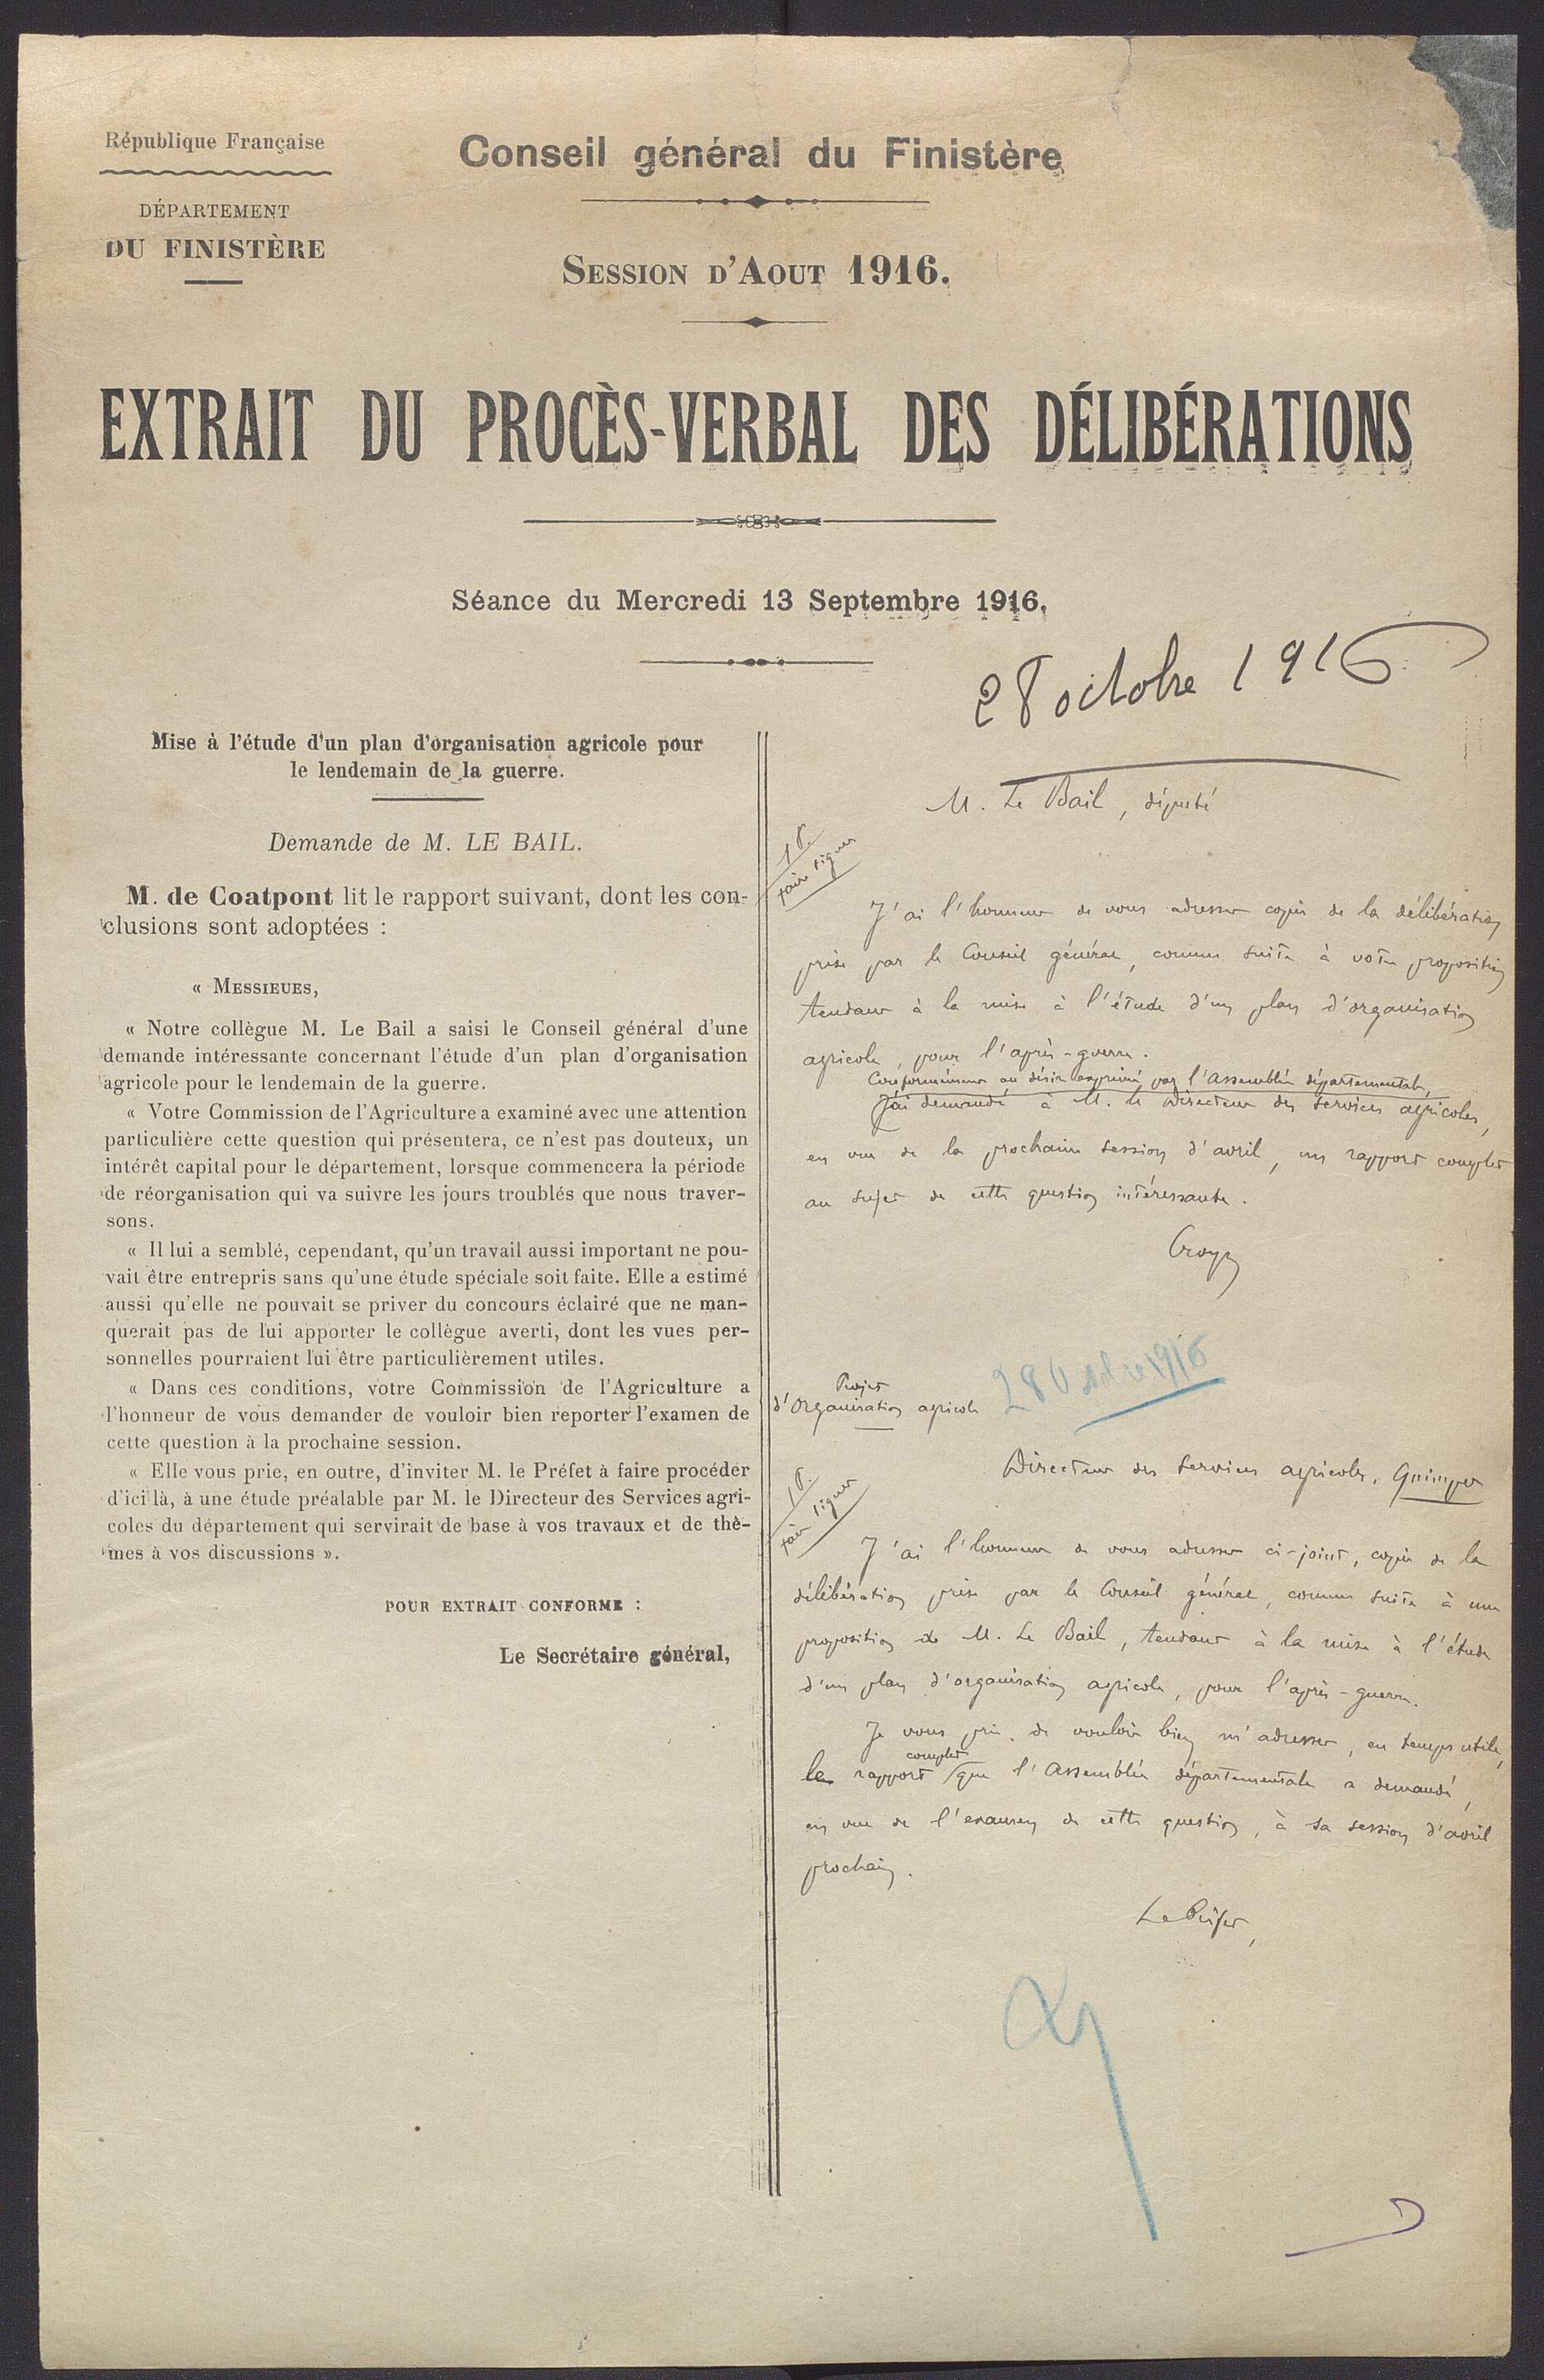 République Française
DÉPARTEMENT
DU FINISTÈRE
Conseil général du Finistère
SESSION D'AOUT 1916.
EXTRAIT DU PROCÈS-VERBAL DES DÉLIBÉRATIONS
Séance du Mercredi 13 Septembre 1916.
Mise à l'étude d'un plan d'organisation agricole pour
le lendemain de la guerre.
Demande de M. LE BAIL.
M. de Coatpont lit le rapport suivant, dont les con-
clusions sont adoptées :
« MESSIEUES,
« Notre collègue M. Le Bail a saisi le Conseil général d'une
demande intéressante concernant l'étude d'un plan d'organisation
agricole pour le lendemain de la guerre.
« Votre Commission de l'Agriculture a examiné avec une attention
particulière cette question qui présentera, ce n'est pas douteux, un
intérêt capital pour le département, lorsque commencera la période
de réorganisation qui va suivre les jours troublés que nous traver-
sons.
« Il lui a semblé, cependant, qu'un travail aussi important ne pou-
vait être entrepris sans qu'une étude spéciale soit faite. Elle a estimé
aussi qu'elle ne pouvait se priver du concours éclairé que ne man-
querait pas de lui apporter le collègue averti, dont les vues per-
sonnelles pourraient lui être particulièrement utiles.
« Dans ces conditions, votre Commission de l'Agriculture a
l'honneur de vous demander de vouloir bien reporter l'examen de
cette question à la prochaine session.
« Elle vous prie, en outre, d'inviter M. le Préfet à faire procéder
d'ici là, à une étude préalable par M. le Directeur des Services agri-
coles du département qui servirait de base à vos travaux et de thè-
mes à vos discussions ».
POUR EXTRAIT CONFORME :
Le Secrétaire général,
28 octobre 1916
M. Le Bail, député
faire signer
J'ai l'honneur de vous adresser copie de la délibération
prise par le Conseil général, comme suite à votre proposition
tendant à la mise à l'étude d'un plan d'organisation
agricole, pour l'après-guerre.
Conformément au désir exprimé par l'Assemblée départementale,
J'ai demandé à M. le Directeur des Services agricoles,
en vue de la prochaine session d'avril, un rapport complet
au sujet de cette question intéressante.
Croyez
Projet
d'organisation agricole
28 Octobre 1916
Directeur des Services agricoles, Quimper
faire signer
J'ai l'honneur de vous adresser ci-joint, copie de la
délibération prise par le Conseil général, comme suite à une
proposition de M. Le Bail, tendant à la mise à l'étude
d'un plan d'organisation agricole, pour l'après-guerre.
Je vous prie de vouloir bien m'adresser, en temps utile,
complet
le rapport que l'Assemblée départementale a demandé,
en vue de l'examen de cette question, à sa session d'avril
prochain.
Le Préfet,